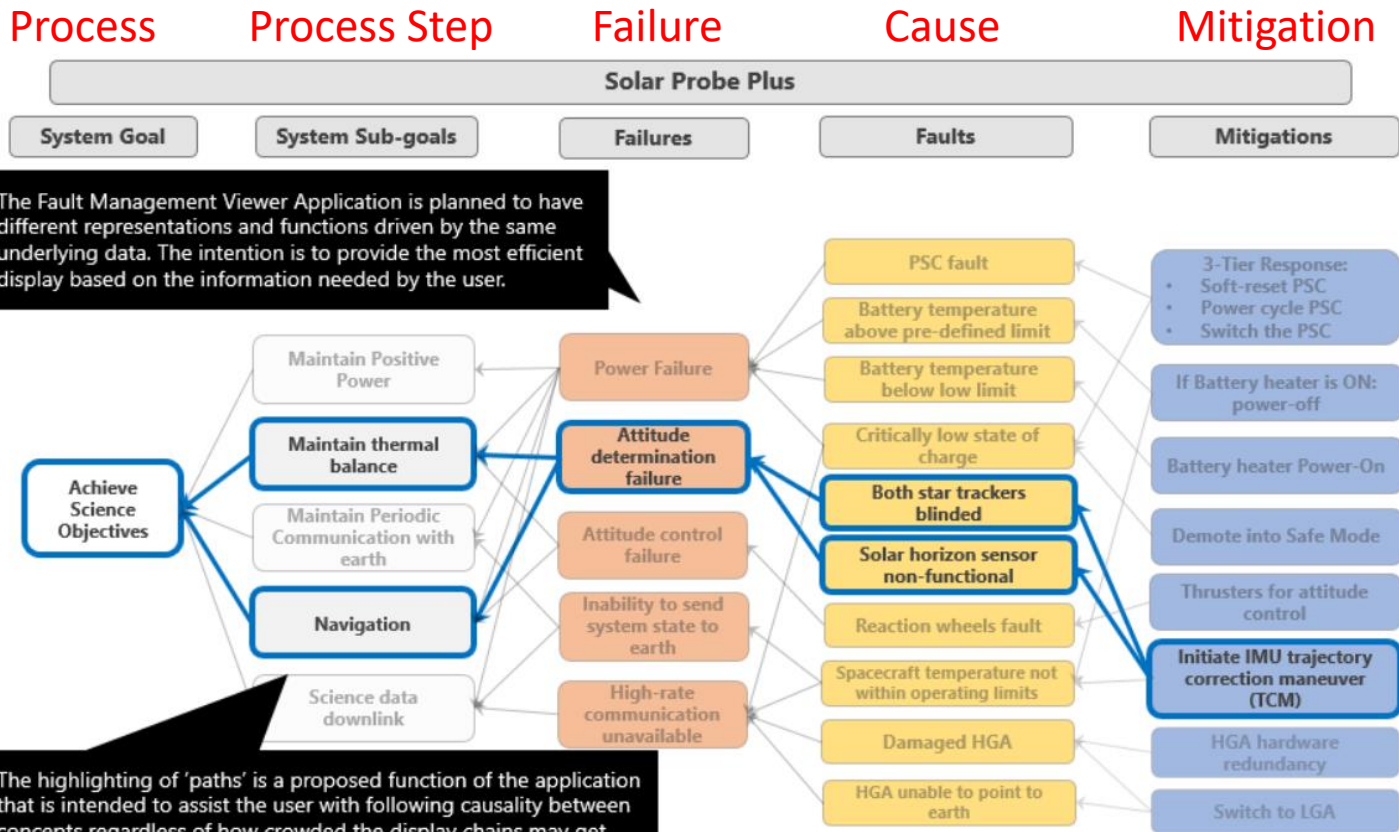 Process Process Step Failure Cause Mitigation
Solar Probe Plus
System Goal System Sub-goals Failures Faults Mitigations
The Fault Management Viewer Application is planned to have
different representations and functions driven by the same
underlying data. The intention is to provide the most efficient
display based on the information needed by the user.
Achieve
Science
Objectives
Maintain Positive
Power
Maintain thermal
balance
Maintain Periodic
Communication with
earth
Navigation
Science data
downlink
Power Failure
Attitude
determination
failure
Attitude control
failure
Inability to send
system state to
earth
High-rate
communication
unavailable
PSC fault
Battery temperature
above pre-defined limit
Battery temperature
below low limit
Critically low state of
charge
Both star trackers
blinded
Solar horizon sensor
non-functional
Reaction wheels fault
Spacecraft temperature not
within operating limits
Damaged HGA
HGA unable to point to
earth
3-Tier Response:
• Soft-reset PSC
• Power cycle PSC
• Switch the PSC
If Battery heater is ON:
power-off
Battery heater Power-On
Demote into Safe Mode
Thrusters for attitude
control
Initiate IMU trajectory
correction maneuver
(TCM)
HGA hardware
redundancy
Switch to LGA
The highlighting of ‘paths’ is a proposed function of the application
that is intended to assist the user with following causality between
concepts regardless of how crowded the display chains may get